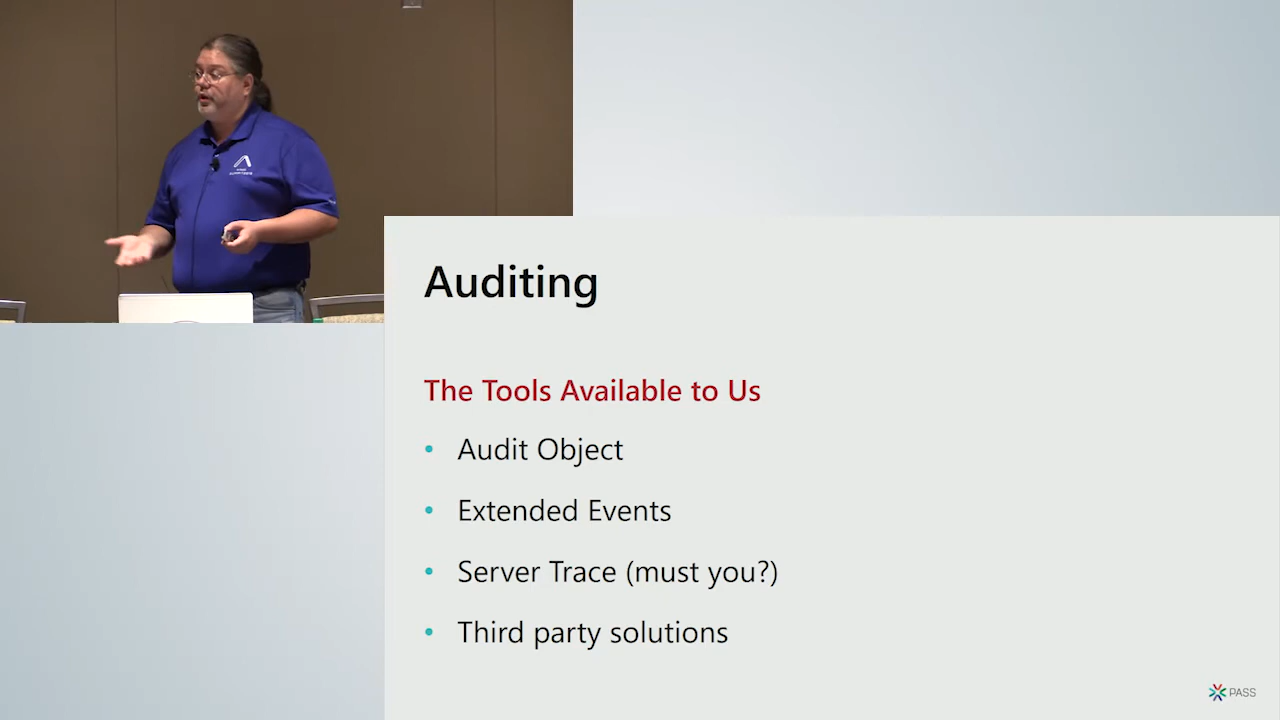 Auditing
The Tools Available to Us
• Audit Object
• Extended Events
• Server Trace (must you?)
• Third party solutions
PASS